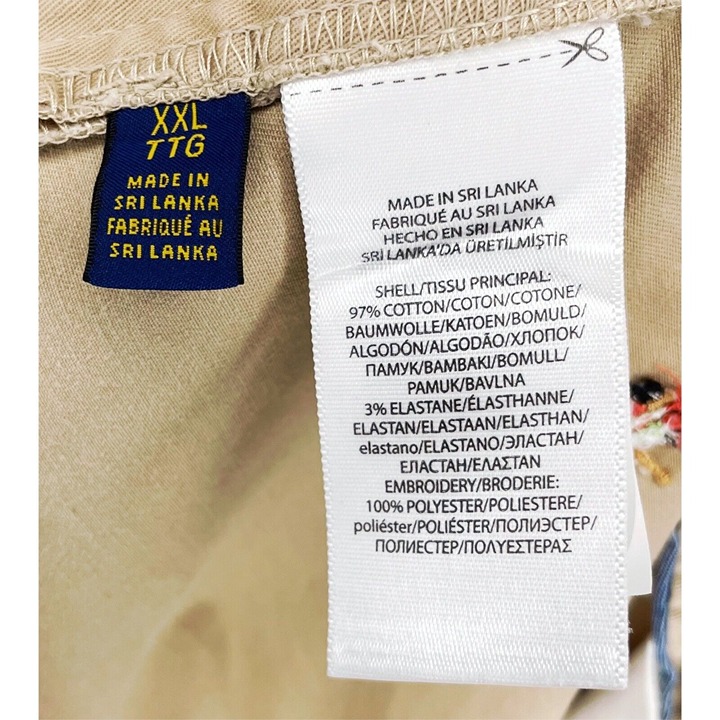 XXL
TTG
MADE IN
SRI LANKA
FABRIQUÉ AU
SRI LANKA
MADE IN SRI LANKA
FABRIQUÉ AU SRI LANKA
HECHO EN SRI LANKA
SRI LANKA'DA ÜRETILMIŞTIR
SHELL/TISSU PRINCIPAL:
97% COTTON/COTON/COTONE/
BAUMWOLLE/KATOEN/BOMULD/
ALGODÓN/ALGODÃO/ХЛОПОК/
ПАМУК/ΒΑΜΒΑΚΙ/BOMULL/
PAMUK/BAVLNA
3% ELASTANE/ÉLASTHANNE/
ELASTAN/ELASTAAN/ELASTHAN/
elastano/ELASTANO/ЭЛАСТАН/
ЕЛАСТАН/ΕΛΑΣΤΑΝ
EMBROIDERY/BRODERIE:
100% POLYESTER/POLIESTERE/
poliéster/POLIÉSTER/ПОЛИЭСТЕР/
ПОЛИЕСТЕР/ΠΟΛΥΕΣΤΕΡΑΣ